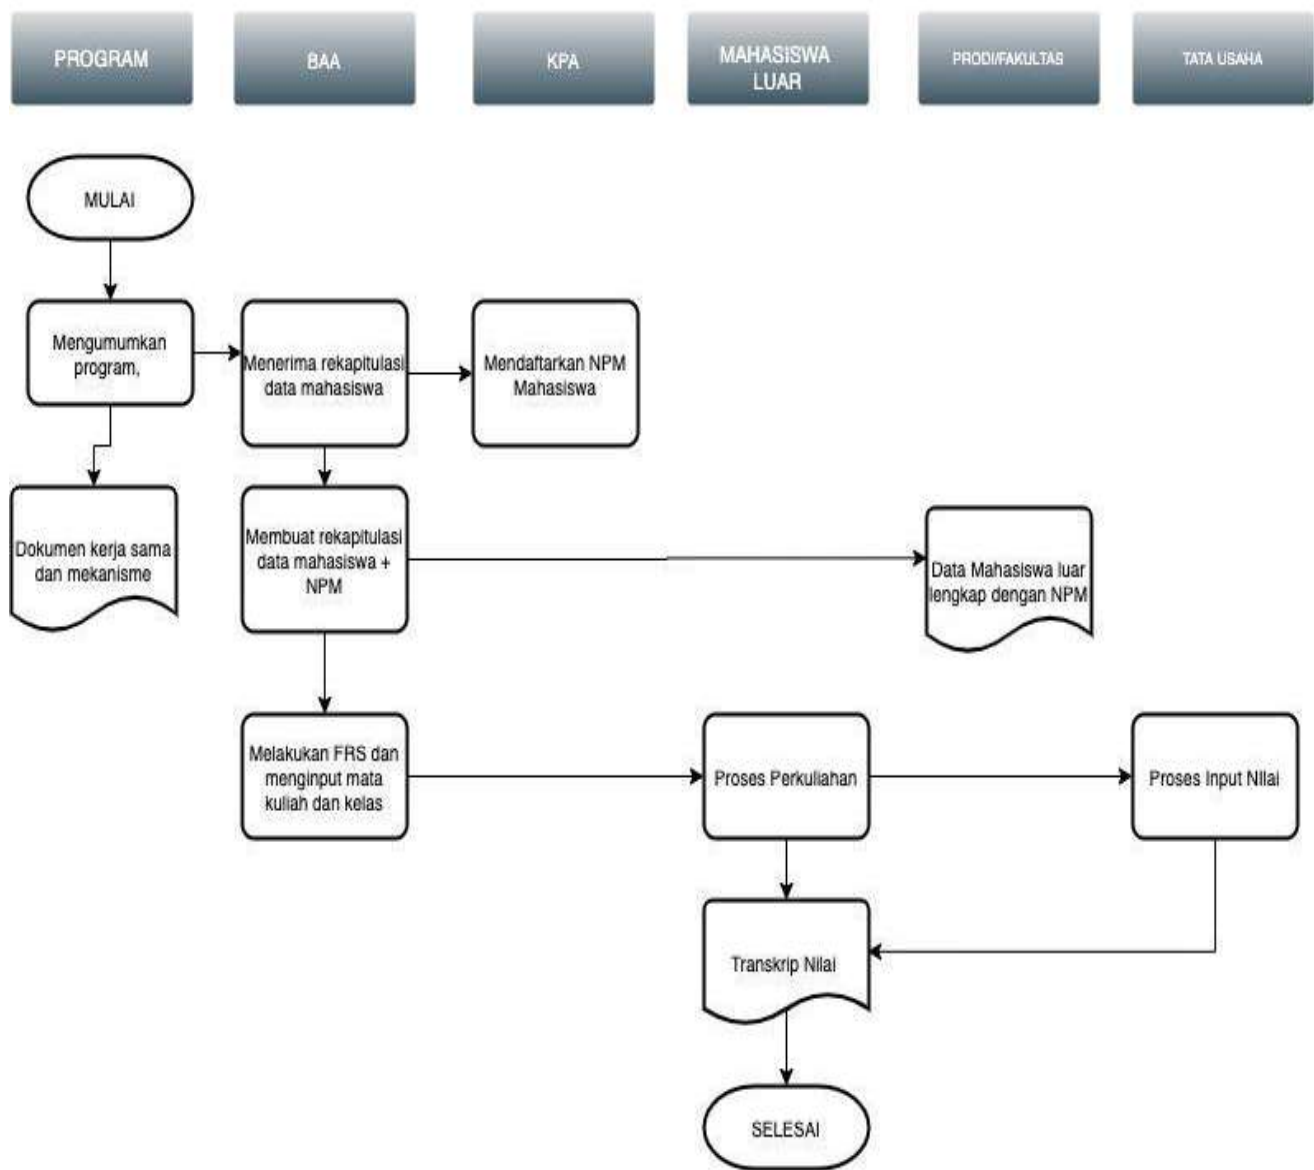 PROGRAM
BAA
KPA
MAHASISWA
LUAR
PRODI/FAKULTAS
TATA USAHA
MULAI
Mengumumkan
program,
Menerima rekapitulasi
data mahasiswa
Mendaftarkan NPM
Mahasiswa
Dokumen kerja sama
dan mekanisme
Membuat rekapitulasi
data mahasiswa +
NPM
Data Mahasiswa luar
lengkap dengan NPM
Melakukan FRS dan
menginput mata
kuliah dan kelas
Proses Perkuliahan
Proses Input NIlai
Transkrip Nilai
SELESAI